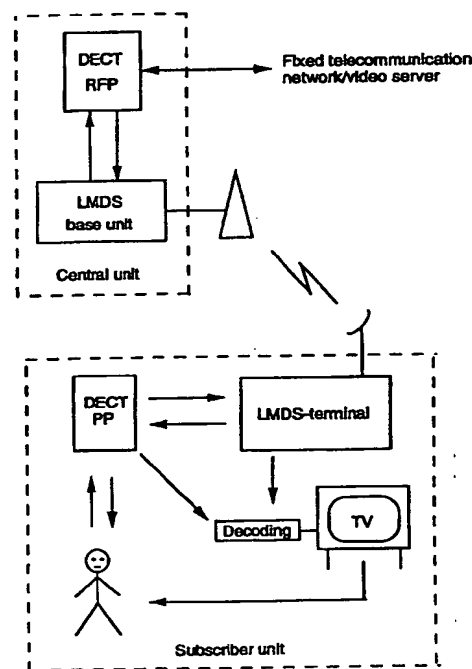 DECT
RFP
Fixed telecommunication
network/video server
LMDS
base unit
Central unit
DECT
PP
LMDS-terminal
Decoding
TV
Subscriber unit